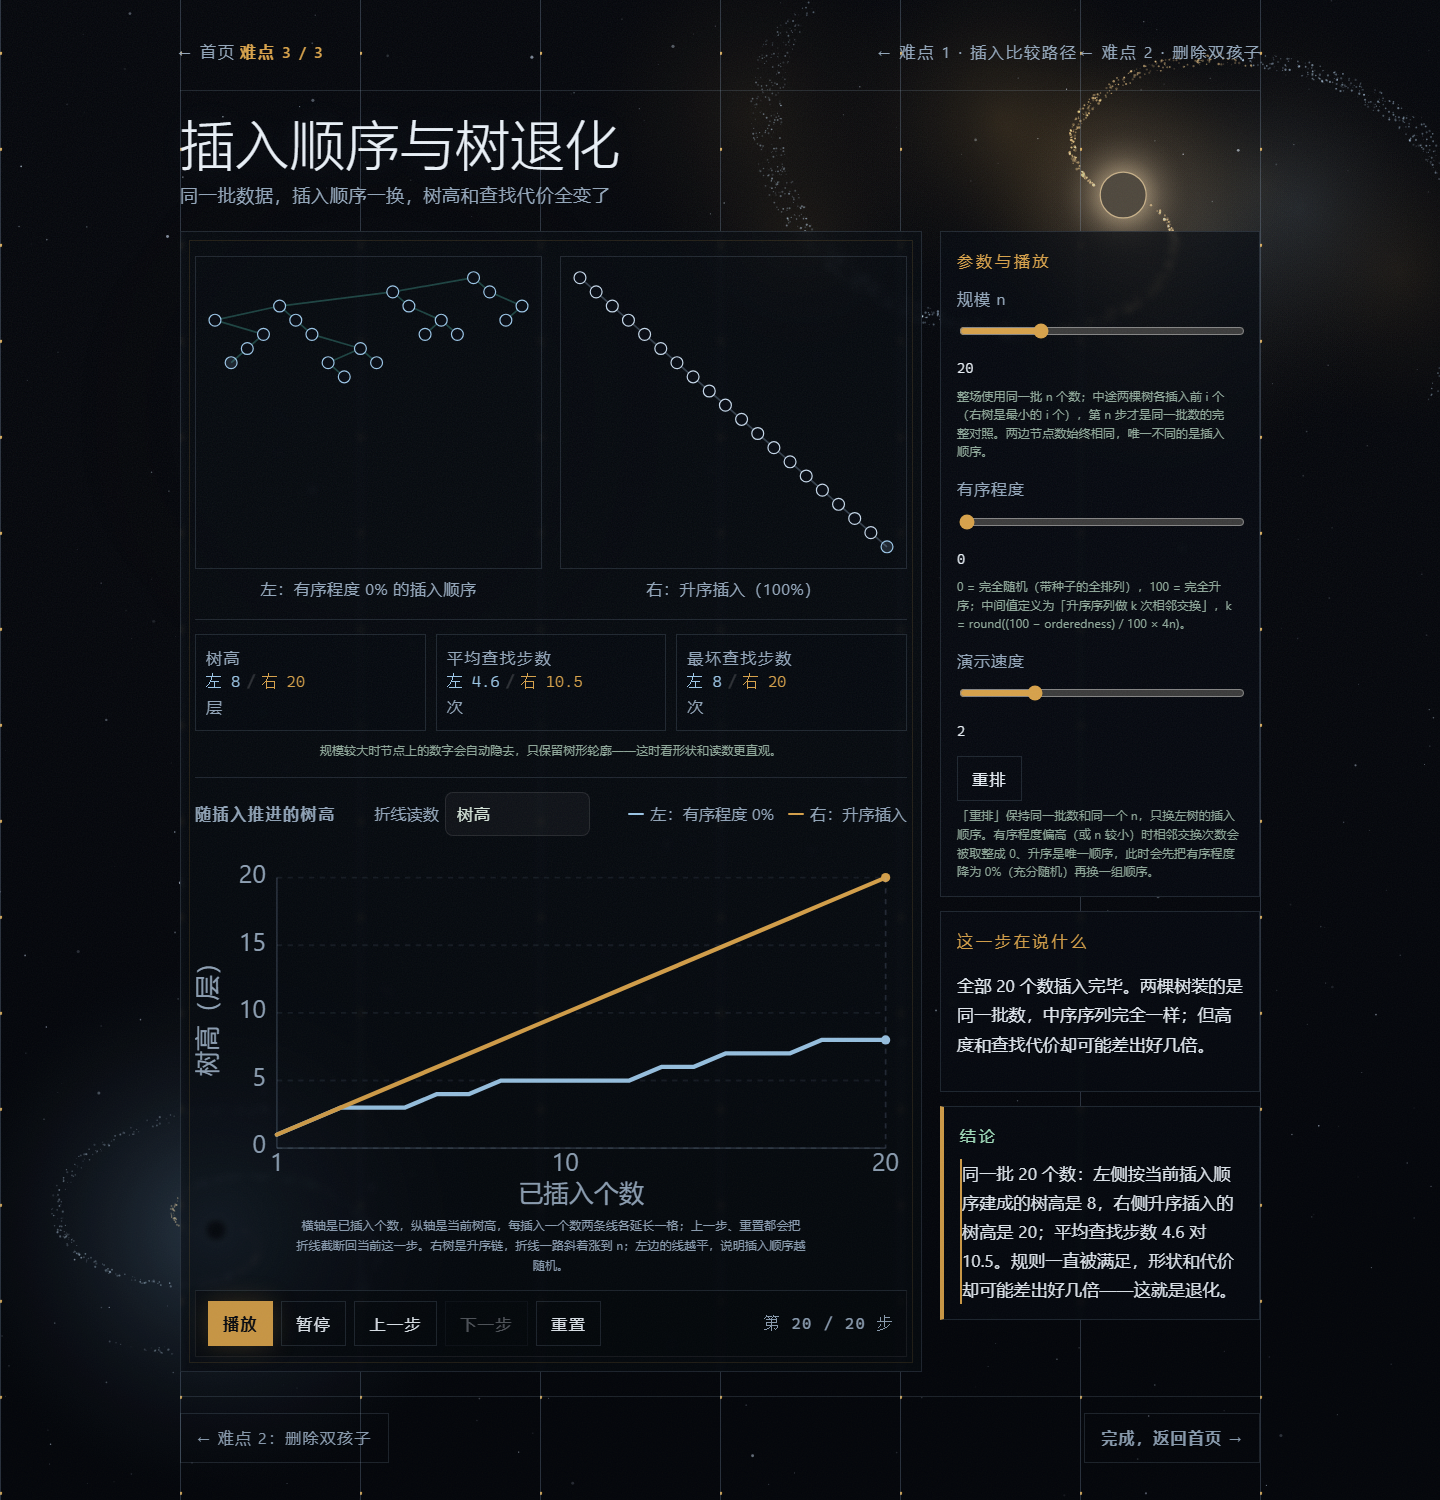 ← 首页 难点 3 / 3
← 难点 1 · 插入比较路径← 难点 2 · 删除双孩子
插入顺序与树退化
同一批数据，插入顺序一换，树高和查找代价全变了
左：有序程度 0% 的插入顺序
右：升序插入（100%）
树高
左 8 / 右 20
层
平均查找步数
左 4.6 / 右 10.5
次
最坏查找步数
左 8 / 右 20
次
规模较大时节点上的数字会自动隐去，只保留树形轮廓——这时看形状和读数更直观。
随插入推进的树高
折线读数 树高
左：有序程度 0%
右：升序插入
20
15
10
5
0
树高（层）
1
10
20
已插入个数
横轴是已插入个数，纵轴是当前树高，每插入一个数两条线各延长一格；上一步、重置都会把
折线截断回当前这一步。右树是升序链，折线一路斜着涨到 n；左边的线越平，说明插入顺序越
随机。
播放 暂停 上一步 下一步 重置
第 20 / 20 步
参数与播放
规模 n
20
整场使用同一批 n 个数；中途两棵树各插入前 i 个
（右树是最小的 i 个），第 n 步才是同一批数的完
整对照。两边节点数始终相同，唯一不同的是插入
顺序。
有序程度
0
0 = 完全随机（带种子的全排列），100 = 完全升
序；中间值定义为「升序序列做 k 次相邻交换」，k
= round((100 − orderedness) / 100 × 4n)。
演示速度
2
重排
「重排」保持同一批数和同一个 n，只换左树的插入
顺序。有序程度偏高（或 n 较小）时相邻交换次数会
被取整成 0、升序是唯一顺序，此时会先把有序程度
降为 0%（充分随机）再换一组顺序。
这一步在说什么
全部 20 个数插入完毕。两棵树装的是
同一批数，中序序列完全一样；但高
度和查找代价却可能差出好几倍。
结论
同一批 20 个数：左侧按当前插入顺
序建成的树高是 8，右侧升序插入的
树高是 20；平均查找步数 4.6 对
10.5。规则一直被满足，形状和代价
却可能差出好几倍——这就是退化。
← 难点 2：删除双孩子
完成，返回首页 →